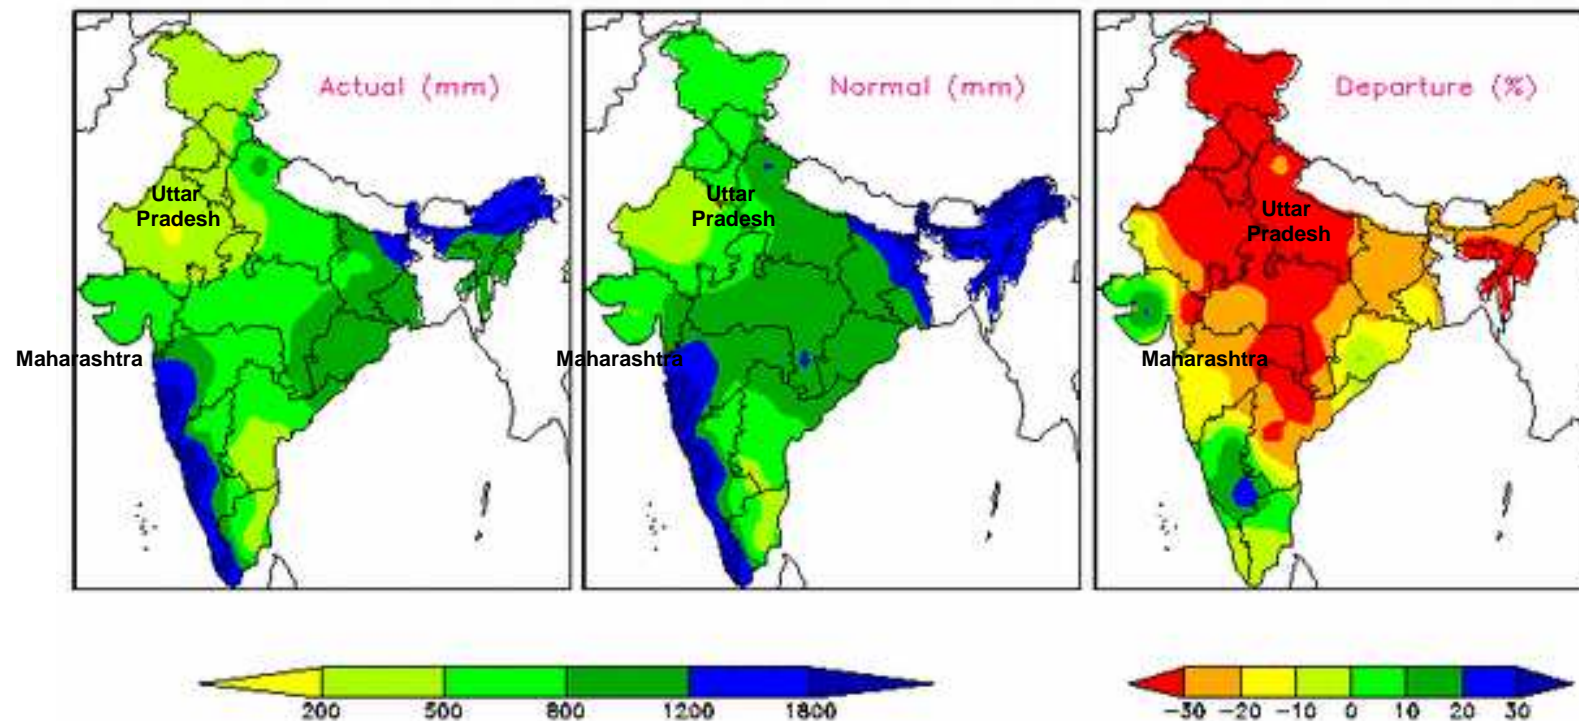 Actual (mm)
Uttar
Pradesh
Maharashtra
Normal (mm)
Uttar
Pradesh
Maharashtra
Departure (%)
Uttar
Pradesh
Maharashtra
200 500 800 1200 1800
-30 -20 -10 0 10 20 30